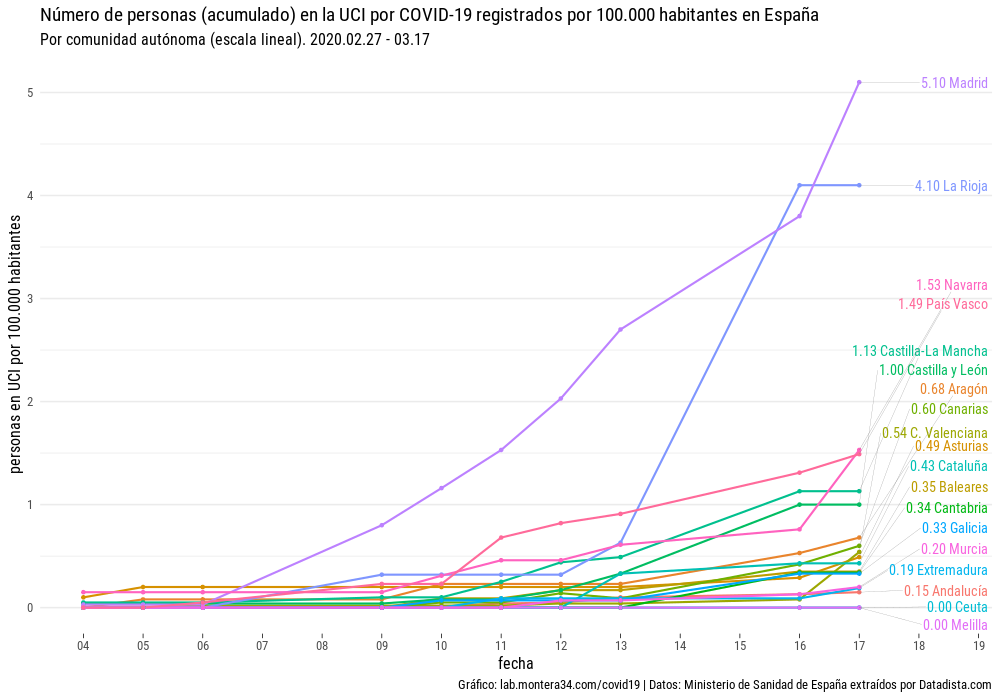 Número de personas (acumulado) en la UCI por COVID-19 registrados por 100.000 habitantes en España
Por comunidad autónoma (escala lineal). 2020.02.27 - 03.17
personas en UCI por 100.000 habitantes
5
4
3
2
1
0
5.10 Madrid
4.10 La Rioja
1.53 Navarra
1.49 País Vasco
1.13 Castilla-La Mancha
1.00 Castilla y León
0.68 Aragón
0.60 Canarias
0.54 C. Valenciana
0.49 Asturias
0.43 Cataluña
0.35 Baleares
0.34 Cantabria
0.33 Galicia
0.20 Murcia
0.19 Extremadura
0.15 Andalucía
0.00 Ceuta
0.00 Melilla
04 05 06 07 08 09 10 11 12 13 14 15 16 17 18 19
fecha
Gráfico: lab.montera34.com/covid19 | Datos: Ministerio de Sanidad de España extraídos por Datadista.com